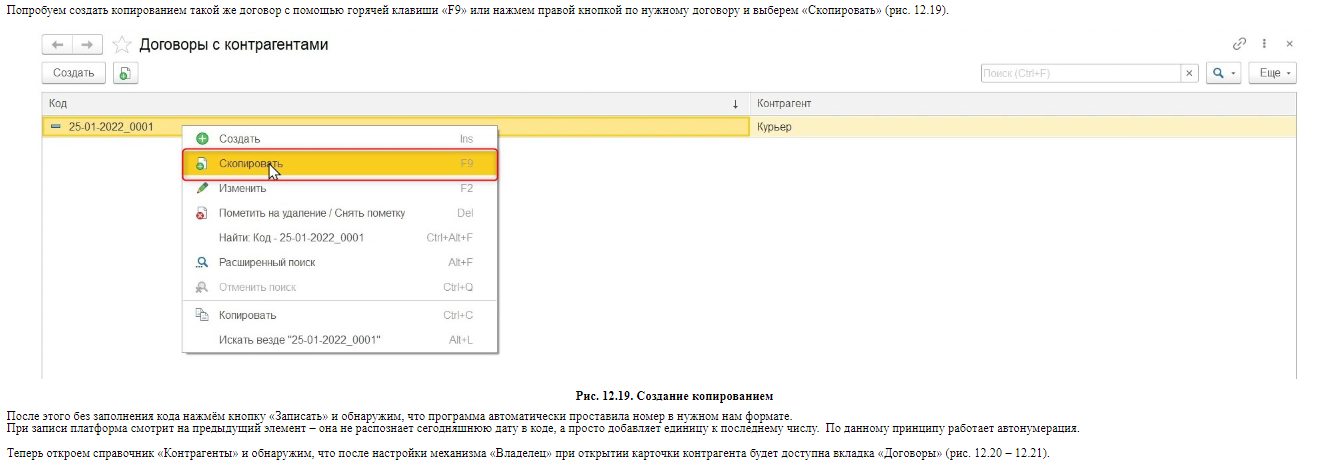 Попробуем создать копированием такой же договор с помощью горячей клавиши «F9» или нажмем правой кнопкой по нужному договору и выберем «Скопировать» (рис. 12.19).
Договоры с контрагентами
Создать
Поиск (Ctrl+F)
Еще
Код
Контрагент
25-01-2022_0001
Курьер
Создать Ins
Скопировать F9
Изменить F2
Пометить на удаление / Снять пометку Del
Найти: Код - 25-01-2022_0001 Ctrl+Alt+F
Расширенный поиск Alt+F
Отменить поиск Ctrl+Q
Копировать Ctrl+C
Искать везде "25-01-2022_0001" Alt+L
Рис. 12.19. Создание копированием
После этого без заполнения кода нажмём кнопку «Записать» и обнаружим, что программа автоматически проставила номер в нужном нам формате.
При записи платформа смотрит на предыдущий элемент – она не распознает сегодняшнюю дату в коде, а просто добавляет единицу к последнему числу. По данному принципу работает автонумерация.
Теперь откроем справочник «Контрагенты» и обнаружим, что после настройки механизма «Владелец» при открытии карточки контрагента будет доступна вкладка «Договоры» (рис. 12.20 – 12.21).